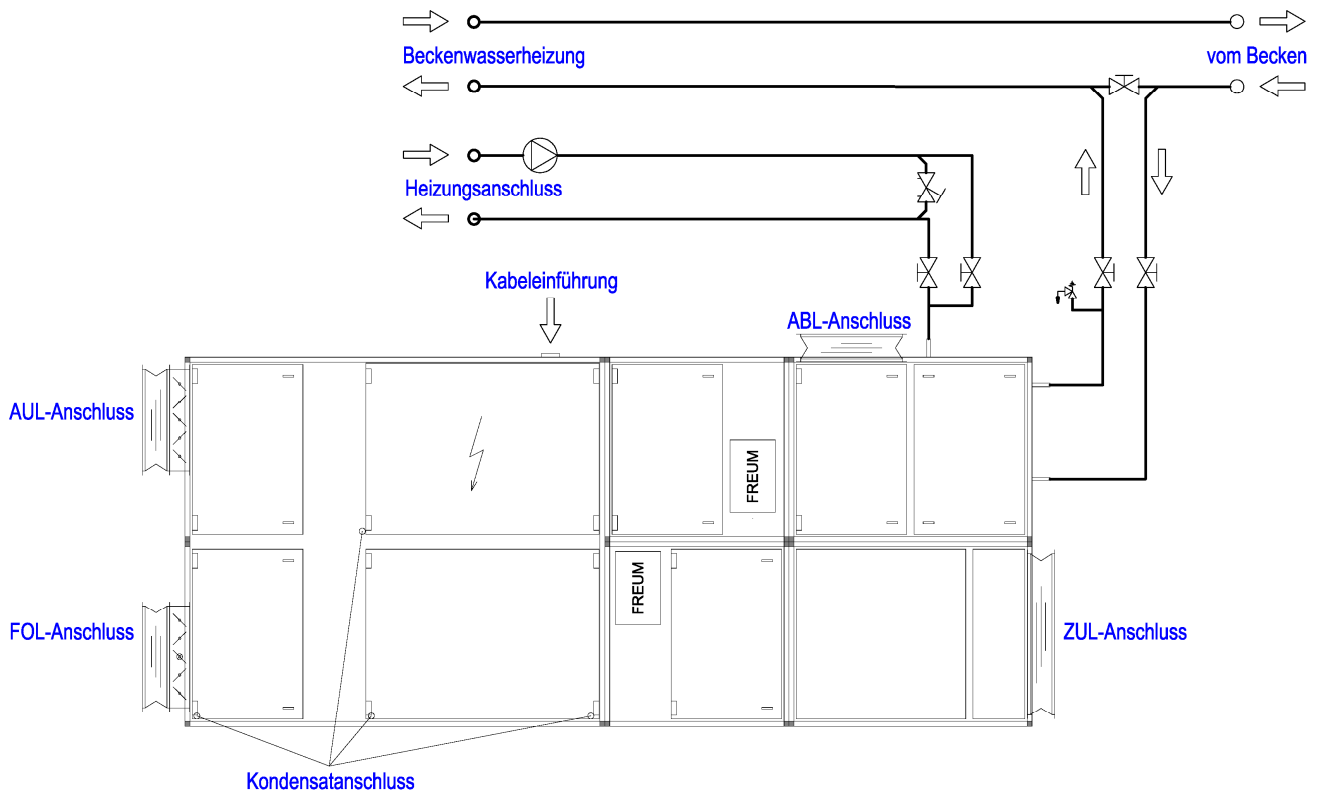 Beckenwasserheizung
vom Becken
Heizungsanschluss
Kabeleinführung
ABL-Anschluss
AUL-Anschluss
FREUM
FREUM
FOL-Anschluss
ZUL-Anschluss
Kondensatanschluss